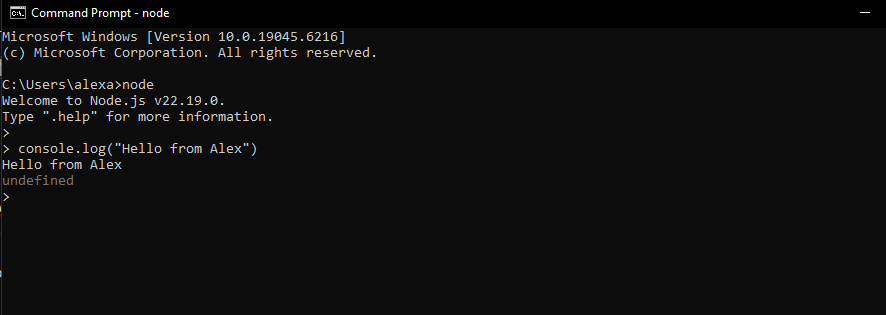 Command Prompt - node
Microsoft Windows [Version 10.0.19045.6216]
(c) Microsoft Corporation. All rights reserved.
C:\Users\alexa>node
Welcome to Node.js v22.19.0.
Type ".help" for more information.
>
> console.log("Hello from Alex")
Hello from Alex
undefined
>